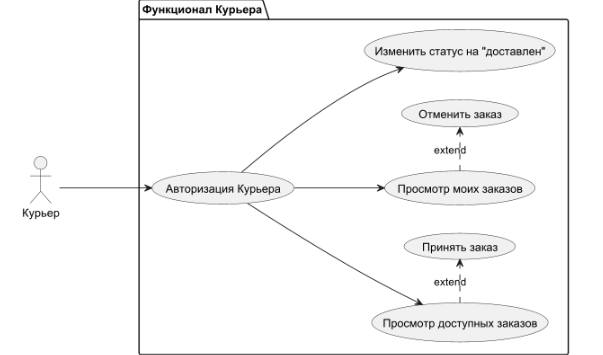 Функционал Курьера
Изменить статус на "доставлен"
Отменить заказ
extend
Курьер
Авторизация Курьера
Просмотр моих заказов
Принять заказ
extend
Просмотр доступных заказов